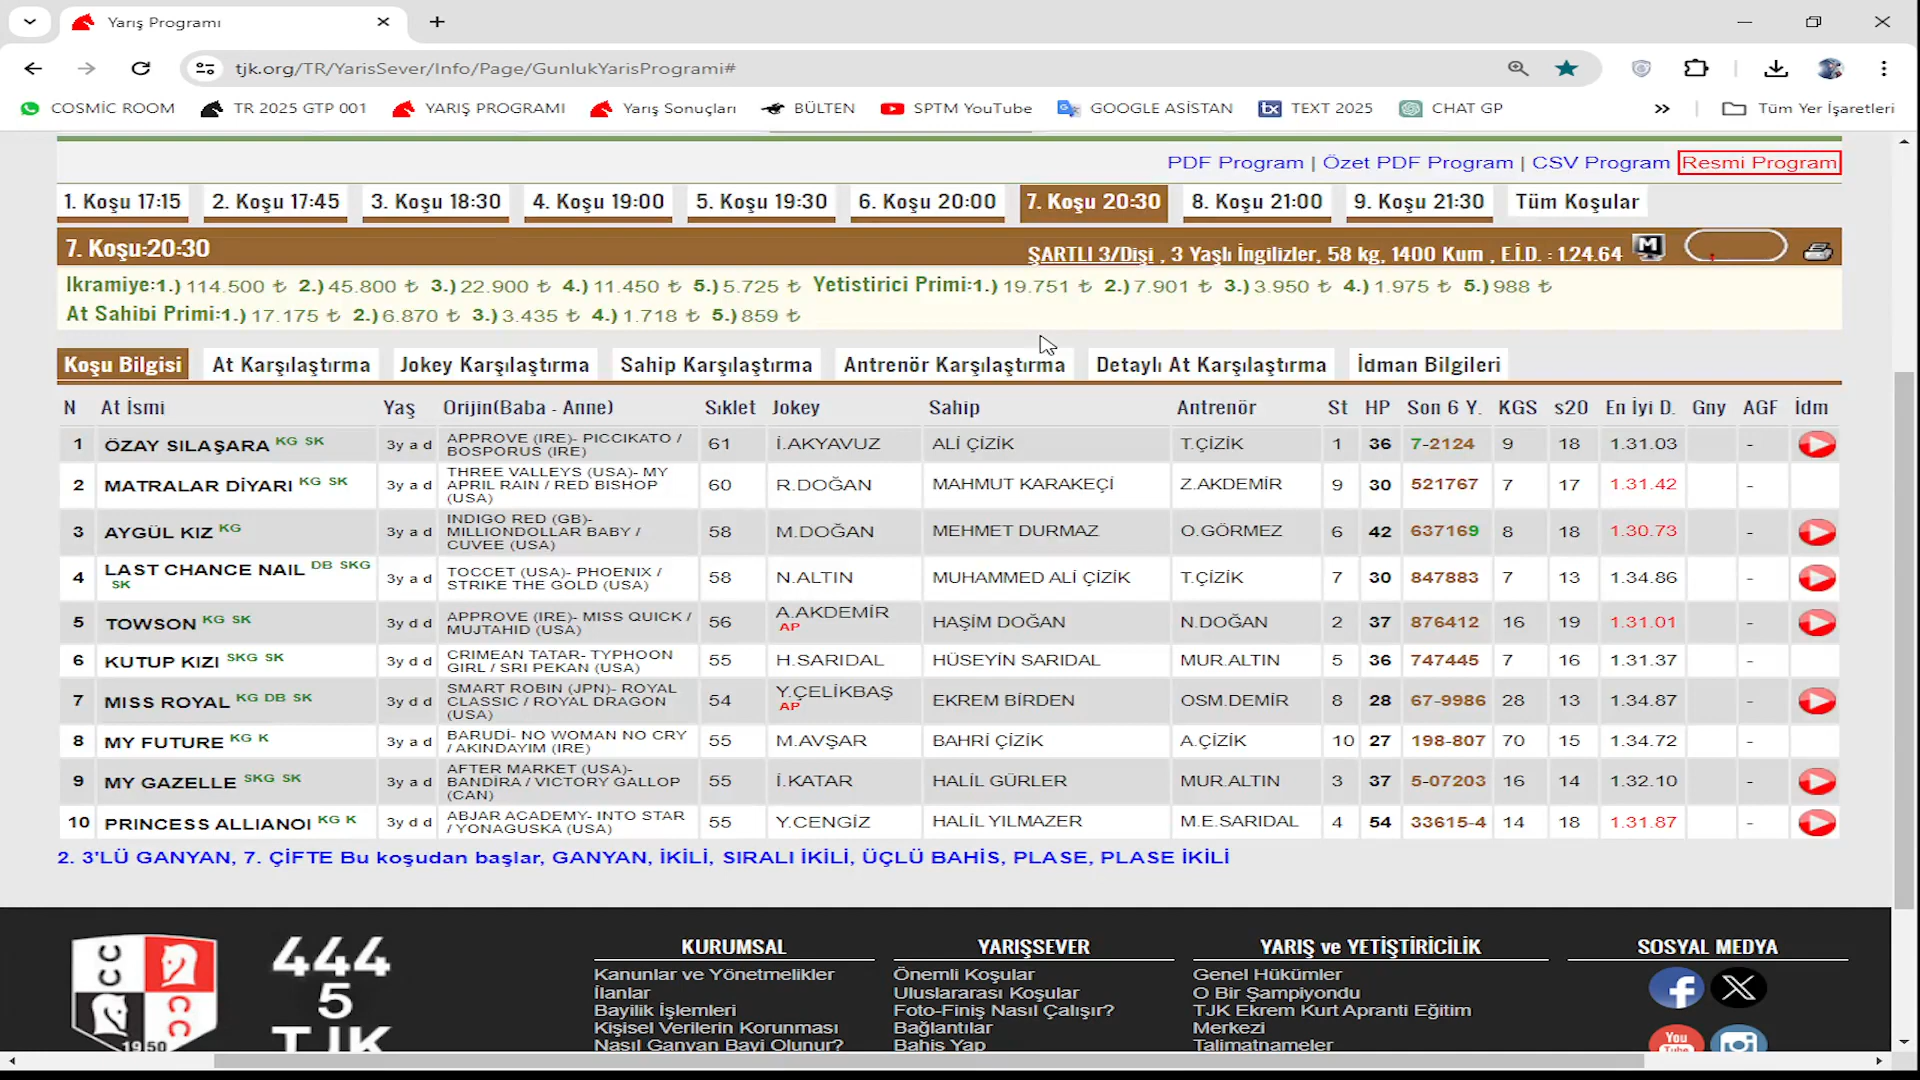 Yarış Programı
tjk.org/TR/YarisSever/Info/Page/GunlukYarisProgrami#
COSMİC ROOM TR 2025 GTP 001 YARIŞ PROGRAMI Yarış Sonuçları BÜLTEN SPTM YouTube GOOGLE ASİSTAN TEXT 2025 CHAT GP Tüm Yer İşaretleri
PDF Program | Özet PDF Program | CSV Program Resmi Program
1. Koşu 17:15 2. Koşu 17:45 3. Koşu 18:30 4. Koşu 19:00 5. Koşu 19:30 6. Koşu 20:00 7. Koşu 20:30 8. Koşu 21:00 9. Koşu 21:30 Tüm Koşular
7. Koşu:20:30 ŞARTLI 3/Dişi , 3 Yaşlı İngilizler, 58 kg, 1400 Kum , E.İ.D. : 1.24.64
Ikramiye:1.) 114.500 ₺ 2.) 45.800 ₺ 3.) 22.900 ₺ 4.) 11.450 ₺ 5.) 5.725 ₺ Yetistirici Primi:1.) 19.751 ₺ 2.) 7.901 ₺ 3.) 3.950 ₺ 4.) 1.975 ₺ 5.) 988 ₺
At Sahibi Primi:1.) 17.175 ₺ 2.) 6.870 ₺ 3.) 3.435 ₺ 4.) 1.718 ₺ 5.) 859 ₺
Koşu Bilgisi At Karşılaştırma Jokey Karşılaştırma Sahip Karşılaştırma Antrenör Karşılaştırma Detaylı At Karşılaştırma İdman Bilgileri
N At İsmi Yaş Orijin(Baba - Anne) Sıklet Jokey Sahip Antrenör St HP Son 6 Y. KGS s20 En İyi D. Gny AGF İdm
1 ÖZAY SILAŞARA KG SK 3y a d APPROVE (IRE)- PICCIKATO / BOSPORUS (IRE) 61 İ.AKYAVUZ ALİ ÇİZİK T.ÇİZİK 1 36 7-2124 9 18 1.31.03 -
2 MATRALAR DİYARI KG SK 3y a d THREE VALLEYS (USA)- MY APRIL RAIN / RED BISHOP (USA) 60 R.DOĞAN MAHMUT KARAKEÇİ Z.AKDEMİR 9 30 521767 7 17 1.31.42 -
3 AYGÜL KIZ KG 3y a d INDIGO RED (GB)- MILLIONDOLLAR BABY / CUVEE (USA) 58 M.DOĞAN MEHMET DURMAZ O.GÖRMEZ 6 42 637169 8 18 1.30.73 -
4 LAST CHANCE NAIL DB SKG SK 3y a d TOCCET (USA)- PHOENIX / STRIKE THE GOLD (USA) 58 N.ALTIN MUHAMMED ALİ ÇİZİK T.ÇİZİK 7 30 847883 7 13 1.34.86 -
5 TOWSON KG SK 3y d d APPROVE (IRE)- MISS QUICK / MUJTAHID (USA) 56 A.AKDEMİR AP HAŞİM DOĞAN N.DOĞAN 2 37 876412 16 19 1.31.01 -
6 KUTUP KIZI SKG SK 3y d d CRIMEAN TATAR- TYPHOON GIRL / SRI PEKAN (USA) 55 H.SARIDAL HÜSEYİN SARIDAL MUR.ALTIN 5 36 747445 7 16 1.31.37 -
7 MISS ROYAL KG DB SK 3y d d SMART ROBIN (JPN)- ROYAL CLASSIC / ROYAL DRAGON (USA) 54 Y.ÇELİKBAŞ AP EKREM BİRDEN OSM.DEMİR 8 28 67-9986 28 13 1.34.87 -
8 MY FUTURE KG K 3y a d BARUDİ- NO WOMAN NO CRY / AKINDAYIM (IRE) 55 M.AVŞAR BAHRİ ÇİZİK A.ÇİZİK 10 27 198-807 70 15 1.34.72 -
9 MY GAZELLE SKG SK 3y a d AFTER MARKET (USA)- BANDİRA / VICTORY GALLOP (CAN) 55 İ.KATAR HALİL GÜRLER MUR.ALTIN 3 37 5-07203 16 14 1.32.10 -
10 PRINCESS ALLIANOI KG K 3y d d ABJAR ACADEMY- INTO STAR / YONAGUSKA (USA) 55 Y.CENGİZ HALİL YILMAZER M.E.SARIDAL 4 54 33615-4 14 18 1.31.87 -
2. 3'LÜ GANYAN, 7. ÇİFTE Bu koşudan başlar, GANYAN, İKİLİ, SIRALI İKİLİ, ÜÇLÜ BAHİS, PLASE, PLASE İKİLİ
1950
444
5
TJK
KURUMSAL
Kanunlar ve Yönetmelikler
İlanlar
Bayilik İşlemleri
Kişisel Verilerin Korunması
Nasıl Ganyan Bayi Olunur?
YARIŞSEVER
Önemli Koşular
Uluslararası Koşular
Foto-Finiş Nasıl Çalışır?
Bağlantılar
Bahis Yap
YARIŞ ve YETİŞTİRİCİLİK
Genel Hükümler
O Bir Şampiyondu
TJK Ekrem Kurt Apranti Eğitim
Merkezi
Talimatnameler
SOSYAL MEDYA
You